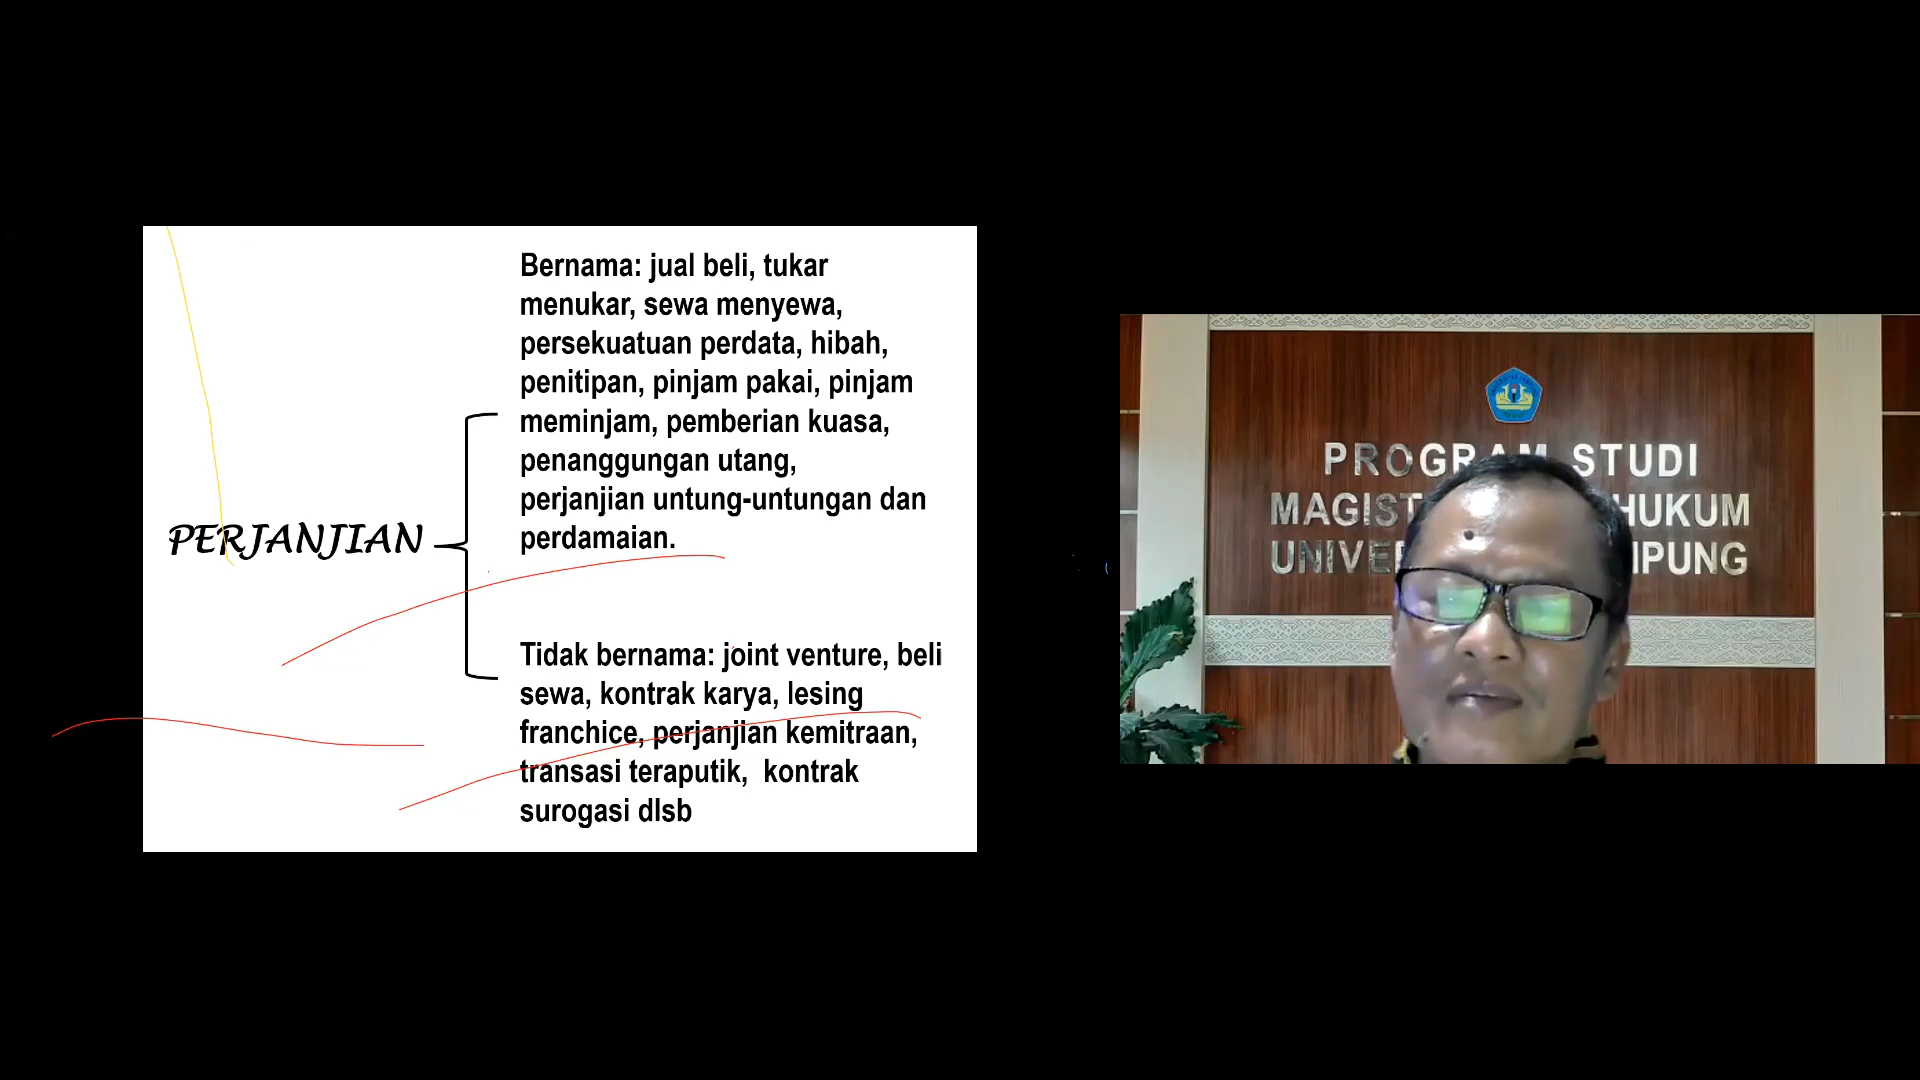 Bernama: jual beli, tukar
menukar, sewa menyewa,
persekuatuan perdata, hibah,
penitipan, pinjam pakai, pinjam
meminjam, pemberian kuasa,
penanggungan utang,
perjanjian untung-untungan dan
perdamaian.
PERJANJIAN
Tidak bernama: joint venture, beli
sewa, kontrak karya, lesing
franchice, perjanjian kemitraan,
transasi teraputik, kontrak
surogasi dlsb
PROGRAM STUDI
MAGIST HUKUM
UNIVE MPUNG